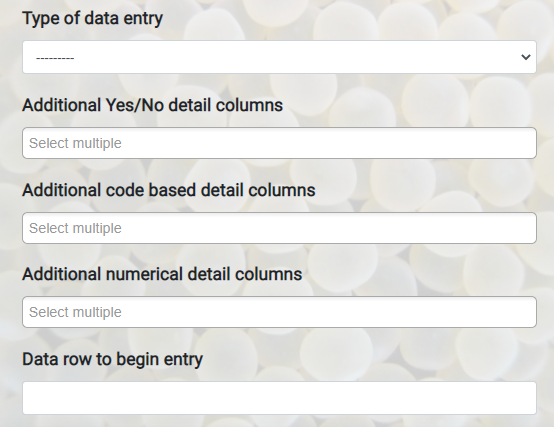 Type of data entry
---------
Additional Yes/No detail columns
Select multiple
Additional code based detail columns
Select multiple
Additional numerical detail columns
Select multiple
Data row to begin entry